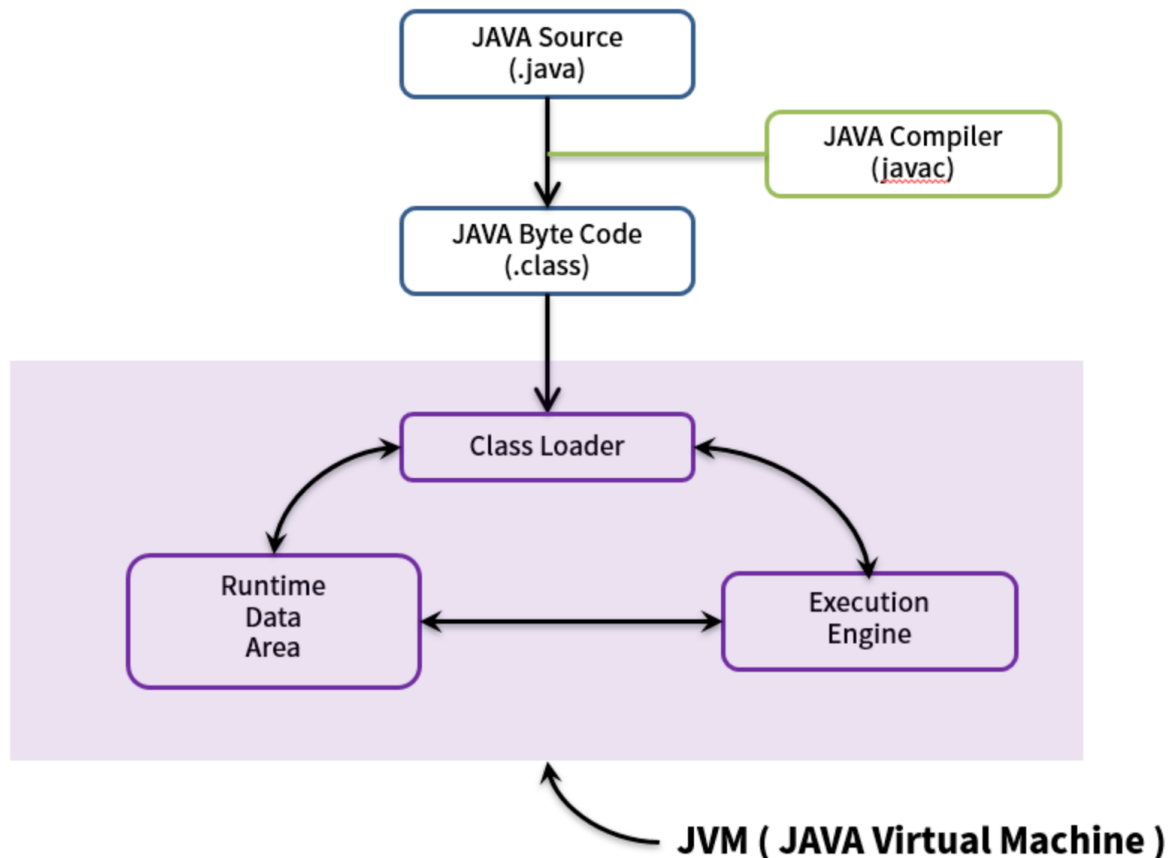 JAVA Source
(.java)
JAVA Compiler
(javac)
JAVA Byte Code
(.class)
Class Loader
Runtime
Data
Area
Execution
Engine
JVM ( JAVA Virtual Machine )